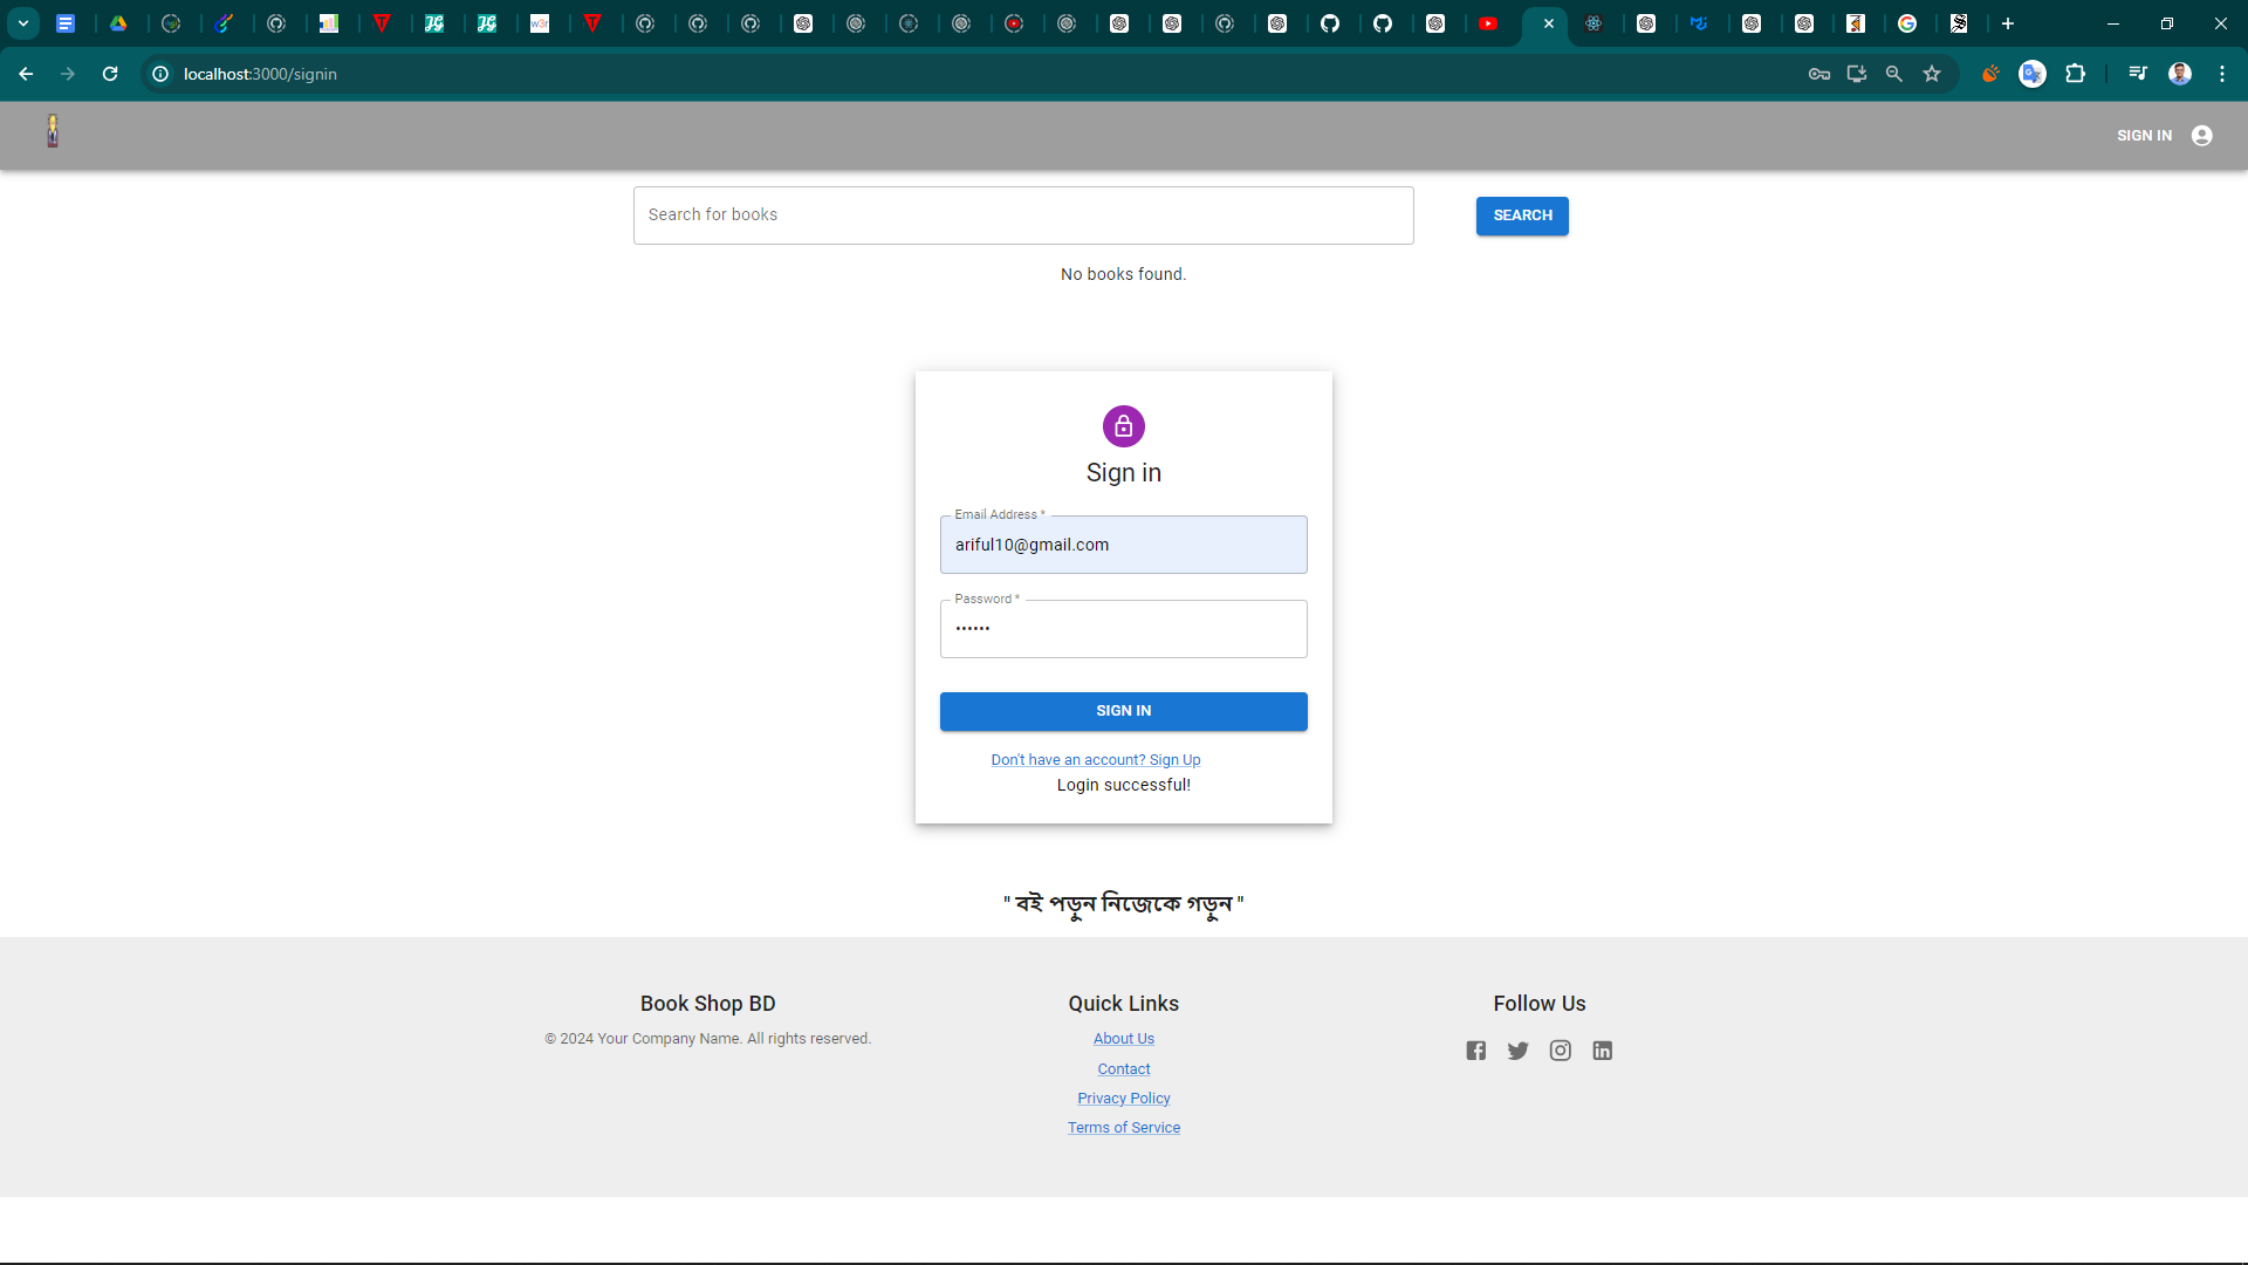 localhost:3000/signin
SIGN IN
Search for books
SEARCH
No books found.
Sign in
Email Address *
ariful10@gmail.com
Password *
••••••
SIGN IN
Don't have an account? Sign Up
Login successful!
" বই পড়ুন নিজেকে গড়ুন "
Book Shop BD
© 2024 Your Company Name. All rights reserved.
Quick Links
About Us
Contact
Privacy Policy
Terms of Service
Follow Us